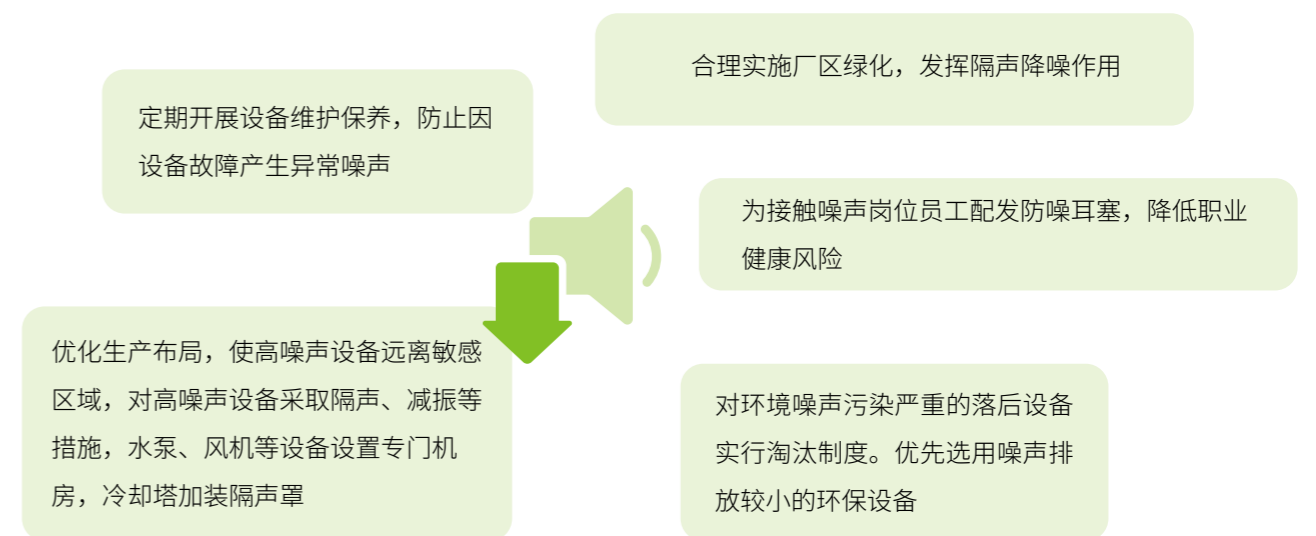 定期开展设备维护保养，防止因
设备故障产生异常噪声
优化生产布局，使高噪声设备远离敏感
区域，对高噪声设备采取隔声、减振等
措施，水泵、风机等设备设置专门机
房，冷却塔加装隔声罩
合理实施厂区绿化，发挥隔声降噪作用
为接触噪声岗位员工配发防噪耳塞，降低职业
健康风险
对环境噪声污染严重的落后设备
实行淘汰制度。优先选用噪声排
放较小的环保设备